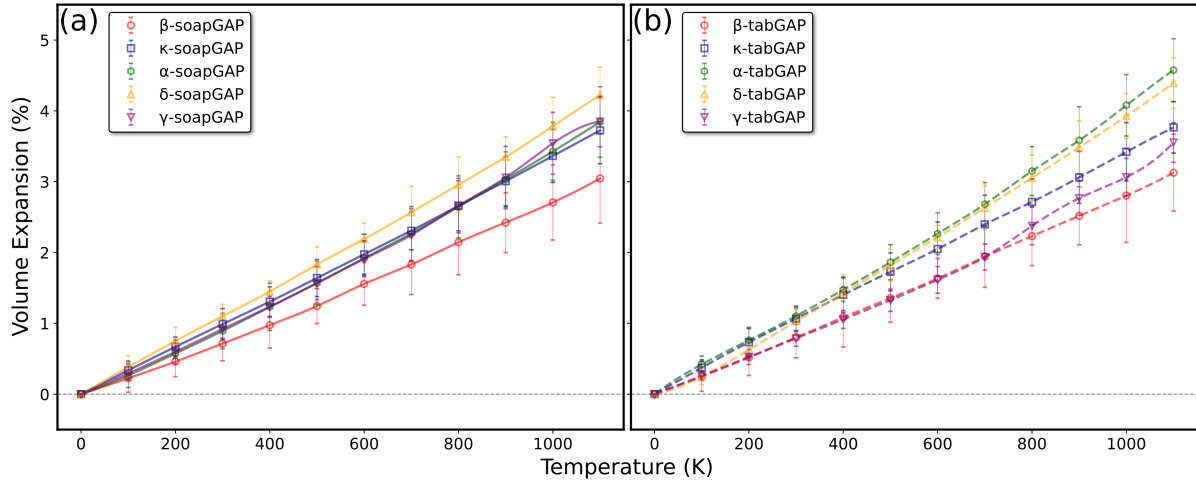 (a)
β-soapGAP
κ-soapGAP
α-soapGAP
δ-soapGAP
γ-soapGAP
(b)
β-tabGAP
κ-tabGAP
α-tabGAP
δ-tabGAP
γ-tabGAP
Volume Expansion (%)
5
4
3
2
1
0
0 200 400 600 800 1000
0 200 400 600 800 1000
Temperature (K)